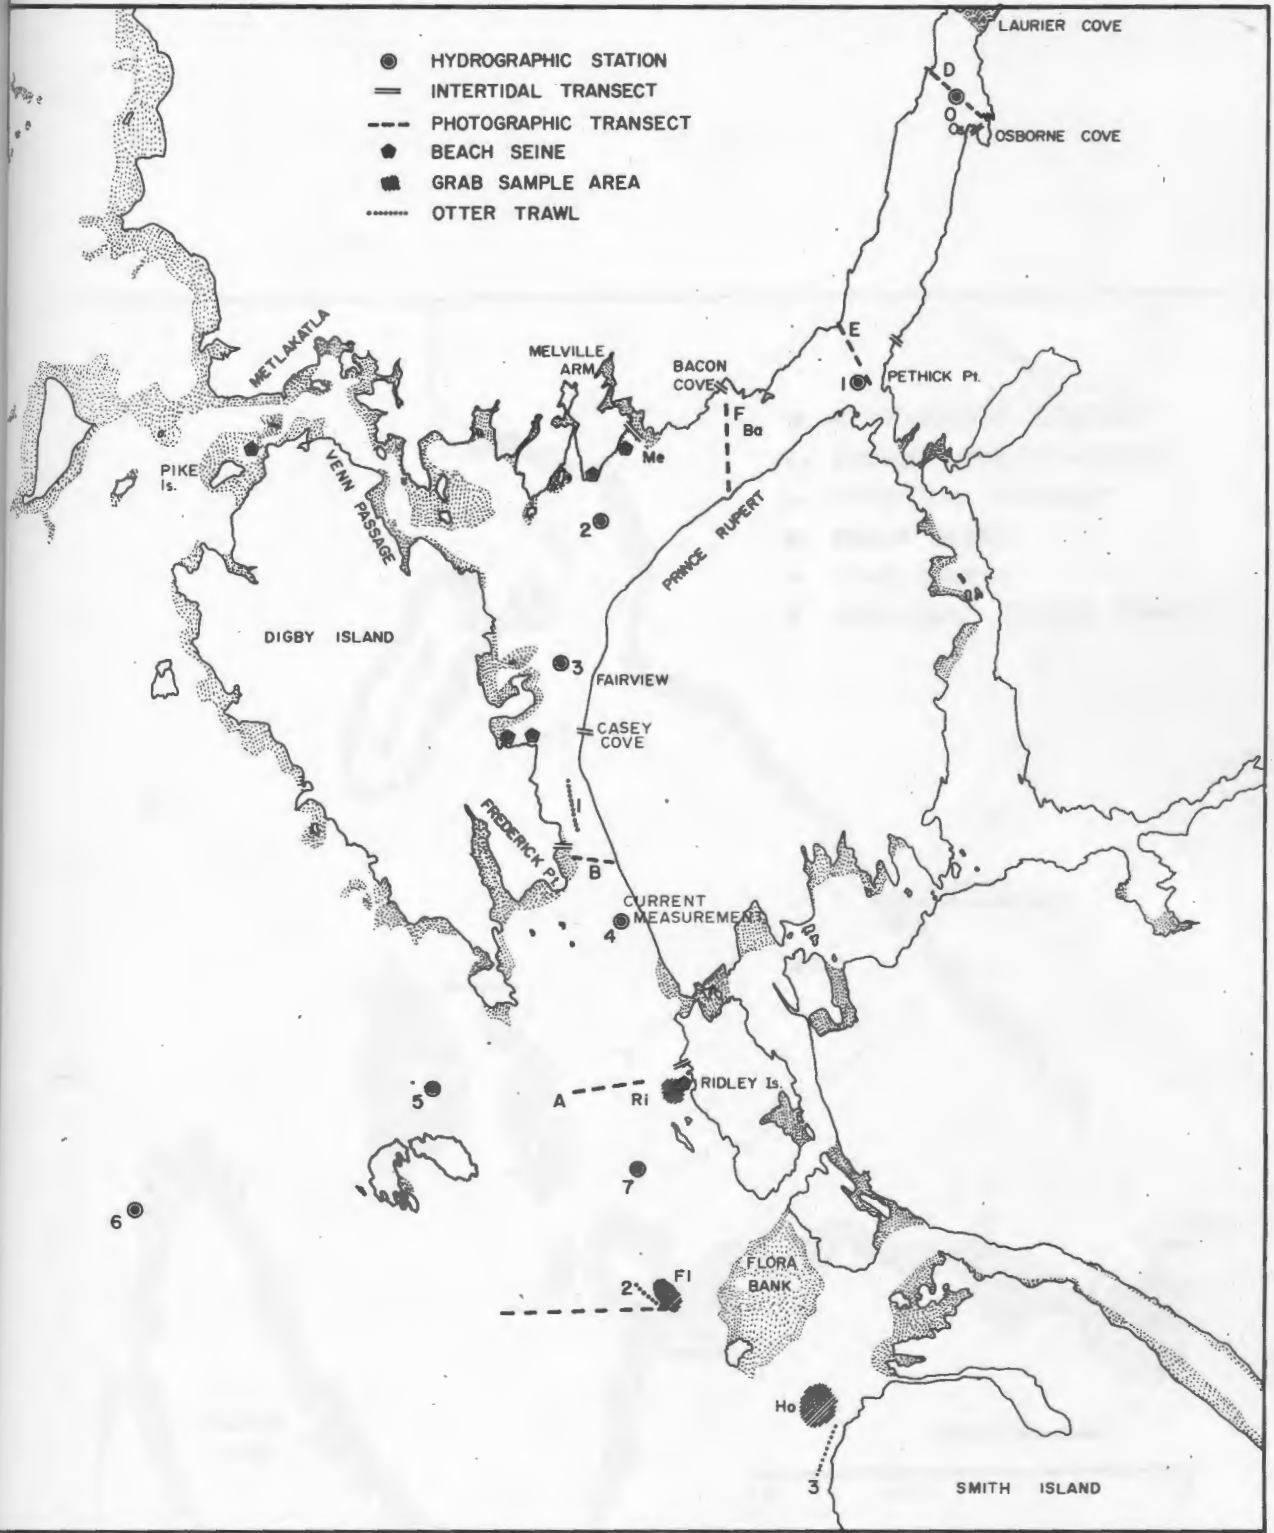 LAURIER COVE
HYDROGRAPHIC STATION
INTERTIDAL TRANSECT
PHOTOGRAPHIC TRANSECT
BEACH SEINE
GRAB SAMPLE AREA
OTTER TRAWL
D
O
Os
OSBORNE COVE
METLAKATLA
MELVILLE
ARM
BACON
COVE
E
1
PETHICK Pt.
F
Ba
Me
PIKE
Is.
VENN PASSAGE
2
PRINCE RUPERT
DIGBY ISLAND
3
FAIRVIEW
CASEY
COVE
1
FREDERICK Pt.
B
CURRENT
MEASUREMENT
4
5
A
Ri
RIDLEY Is.
7
6
FLORA
BANK
Fl
2
Ho
3
SMITH ISLAND